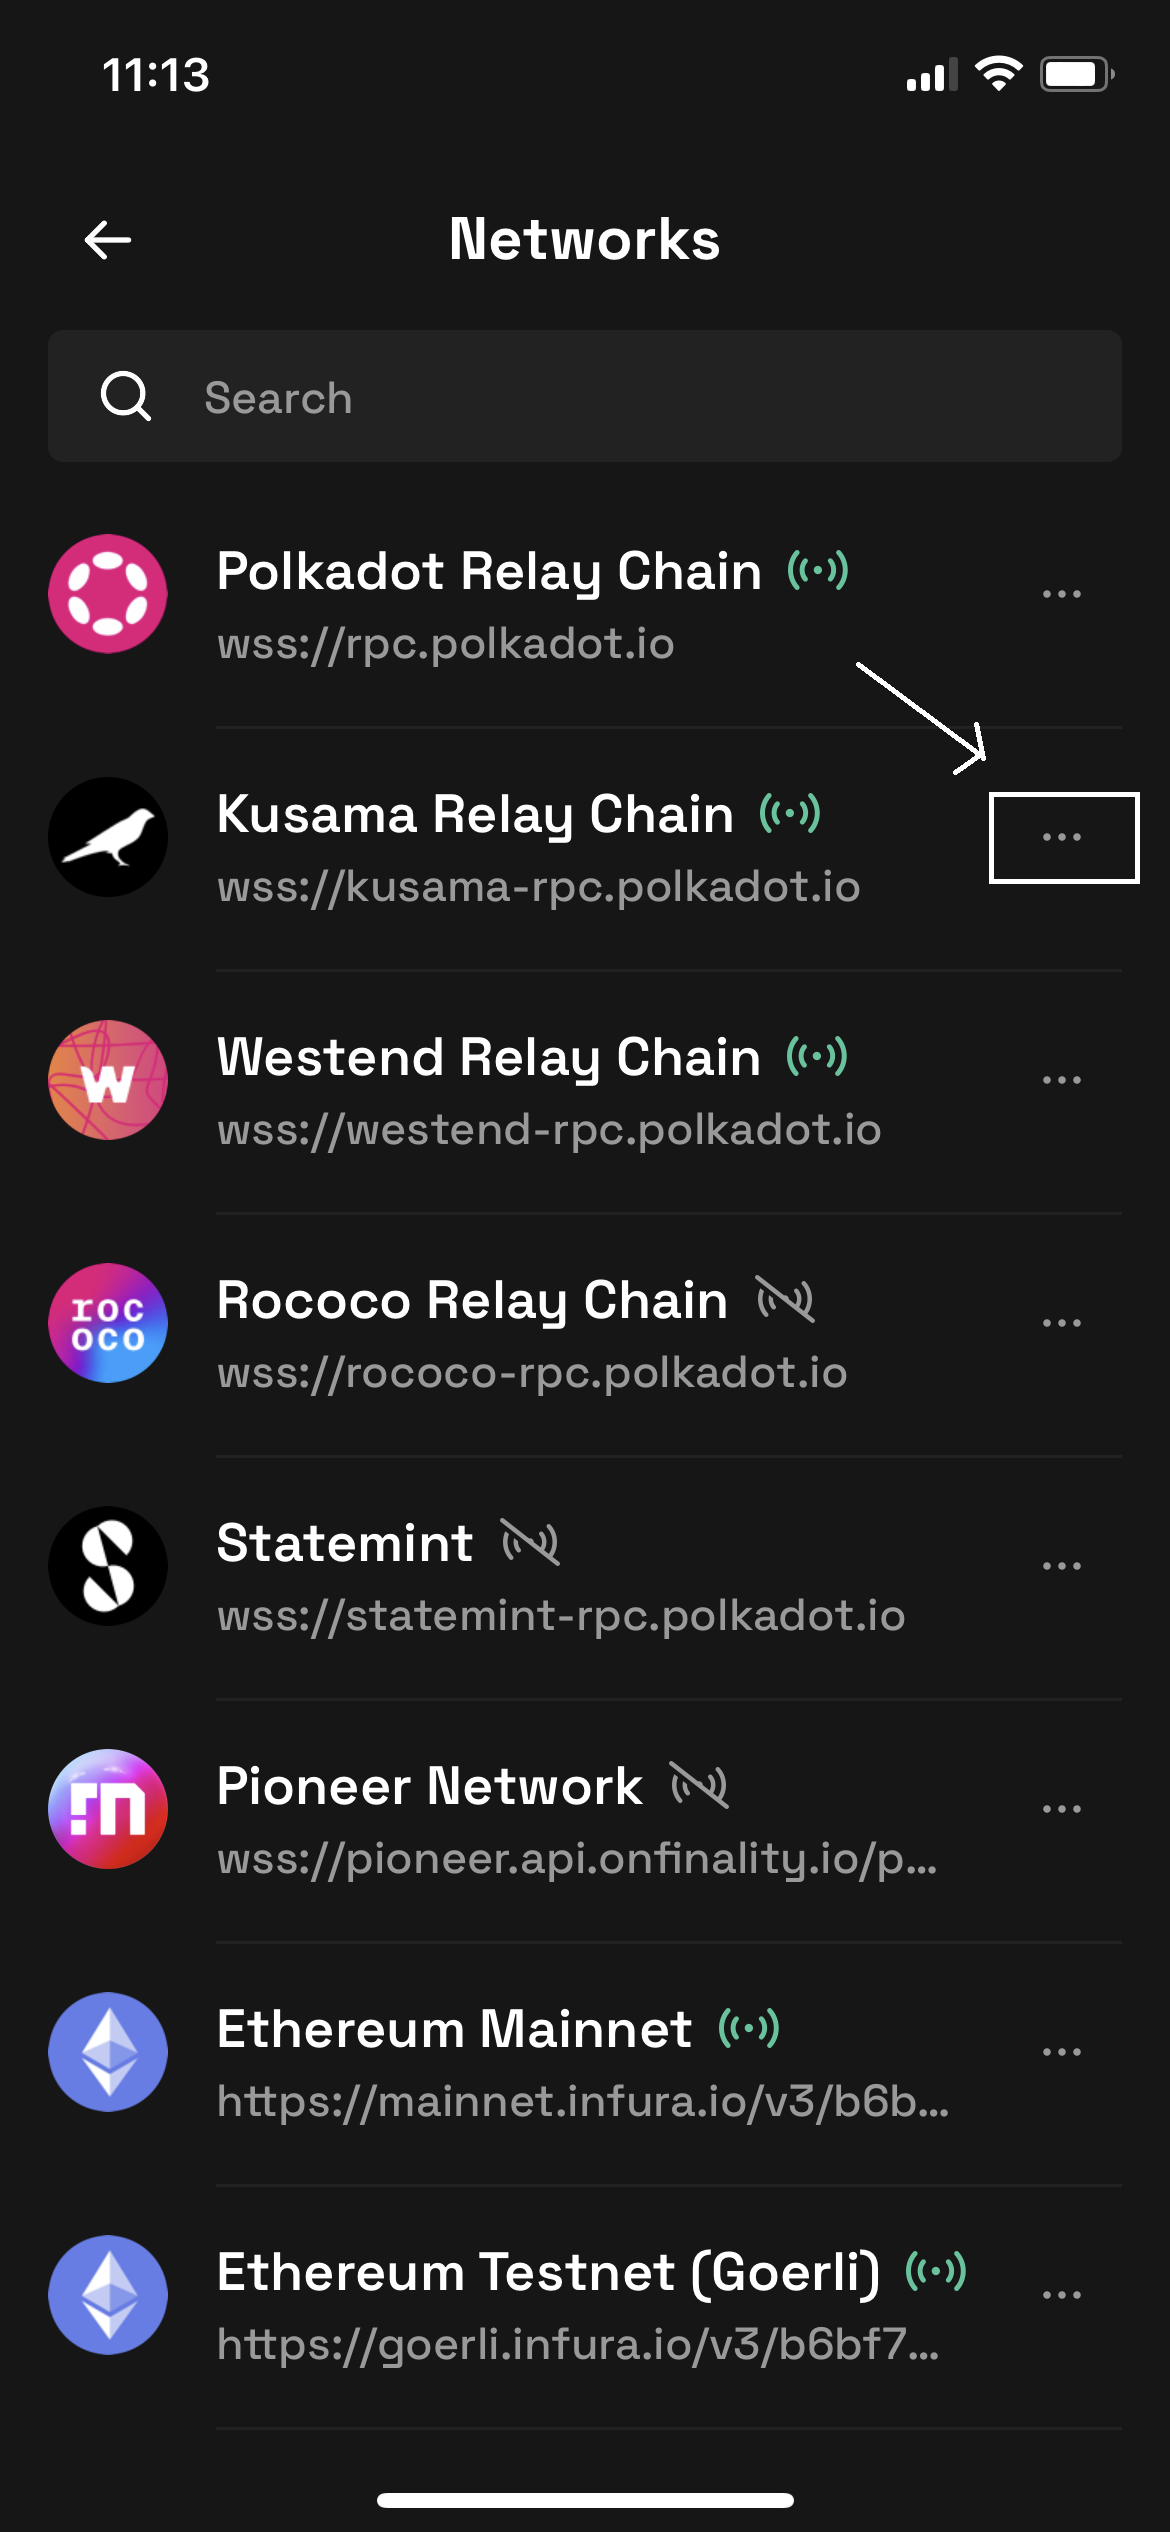 11:13
Networks
Search
Polkadot Relay Chain
wss://rpc.polkadot.io
...
Kusama Relay Chain
wss://kusama-rpc.polkadot.io
...
W
Westend Relay Chain
wss://westend-rpc.polkadot.io
...
roc
oco
Rococo Relay Chain
wss://rococo-rpc.polkadot.io
...
S
Statemint
wss://statemint-rpc.polkadot.io
...
Pioneer Network
wss://pioneer.api.onfinality.io/p...
...
Ethereum Mainnet
https://mainnet.infura.io/v3/b6b...
...
Ethereum Testnet (Goerli)
https://goerli.infura.io/v3/b6bf7...
...